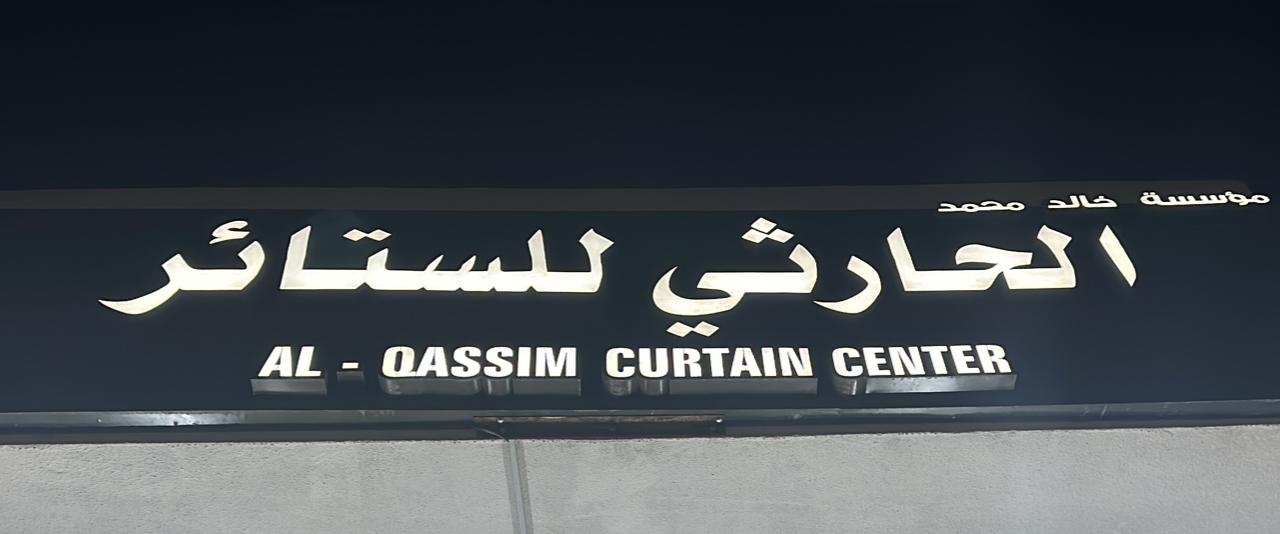 مؤسسة خالد محمد
الحارثي للستائر
AL - QASSIM CURTAIN CENTER